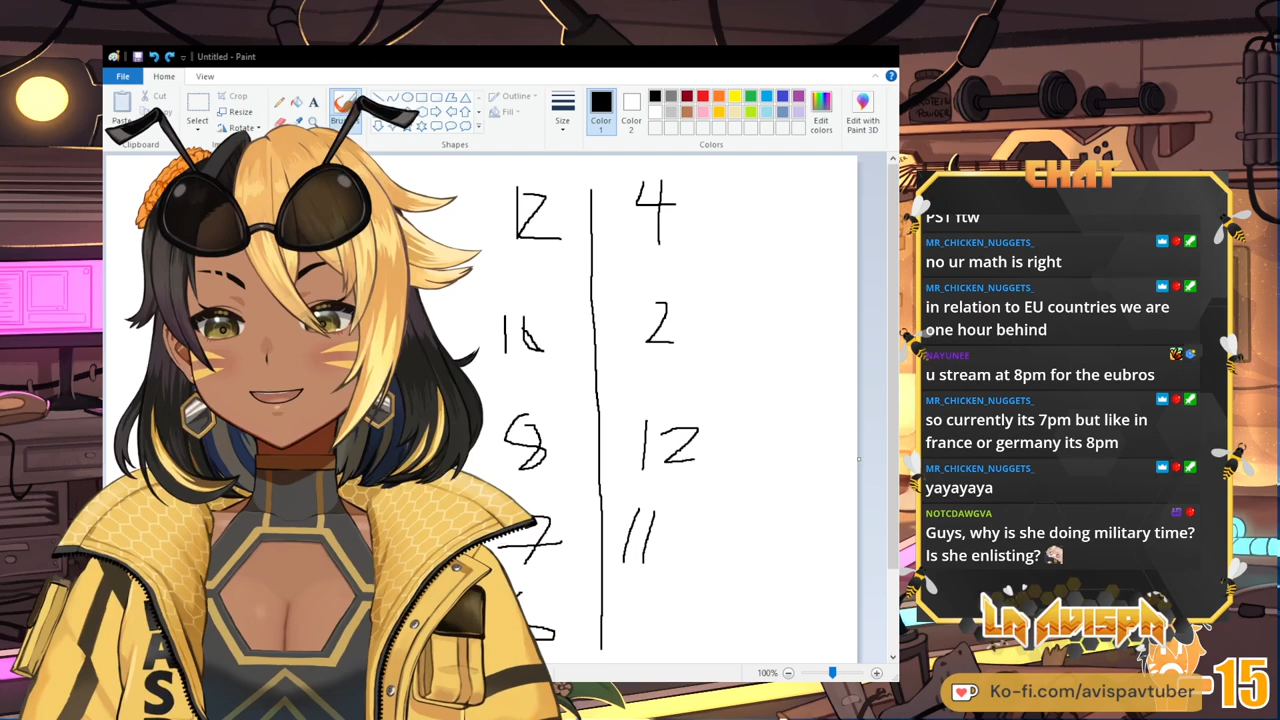 Untitled - Paint
File Home View
Cut
Paste
Clipboard
Select
Crop
Resize
Rotate
Shapes
Outline
Fill
Size
Color 1
Color 2
Edit colors
Edit with Paint 3D
Colors
12 4
10 2
8 12
7 11
100%
A
S
CHAT
PST ftw
MR_CHICKEN_NUGGETS_
no ur math is right
MR_CHICKEN_NUGGETS_
in relation to EU countries we are
one hour behind
NAYUNEE
u stream at 8pm for the eubros
MR_CHICKEN_NUGGETS_
so currently its 7pm but like in
france or germany its 8pm
MR_CHICKEN_NUGGETS_
yayayaya
NOTCDAWGVA
Guys, why is she doing military time?
Is she enlisting?
LA AVISPA
Ko-fi.com/avispavtuber
-15
PROTEIN
POWDER